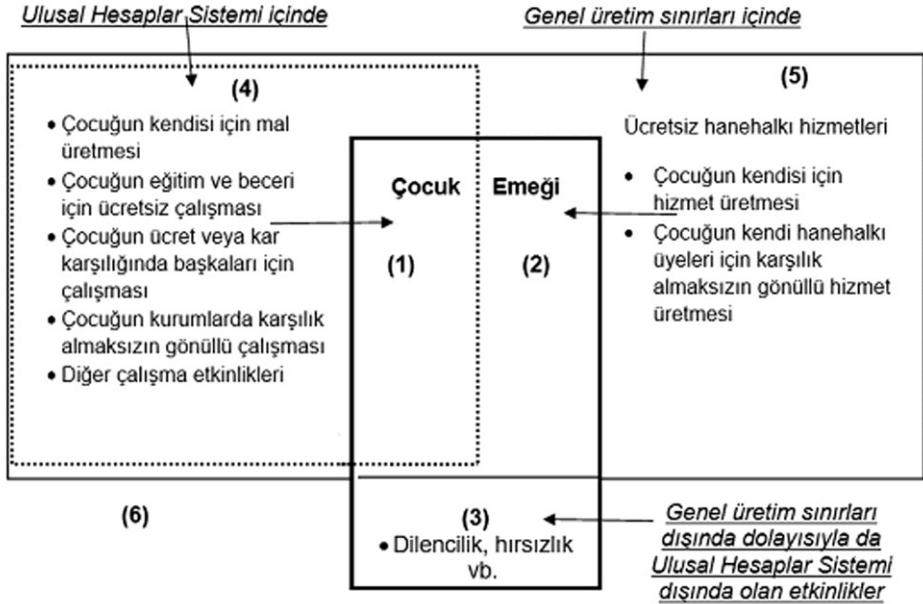 Ulusal Hesaplar Sistemi içinde
Genel üretim sınırları içinde
(4)
• Çocuğun kendisi için mal
üretmesi
• Çocuğun eğitim ve beceri
için ücretsiz çalışması
• Çocuğun ücret veya kar
karşılığında başkaları için
çalışması
• Çocuğun kurumlarda karşılık
almaksızın gönüllü çalışması
• Diğer çalışma etkinlikleri
Çocuk Emeği
(1) (2)
(5)
Ücretsiz hanehalkı hizmetleri
• Çocuğun kendisi için
hizmet üretmesi
• Çocuğun kendi hanehalkı
üyeleri için karşılık
almaksızın gönüllü hizmet
üretmesi
(6)
(3)
• Dilencilik, hırsızlık
vb.
Genel üretim sınırları
dışında dolayısıyla da
Ulusal Hesaplar Sistemi
dışında olan etkinlikler